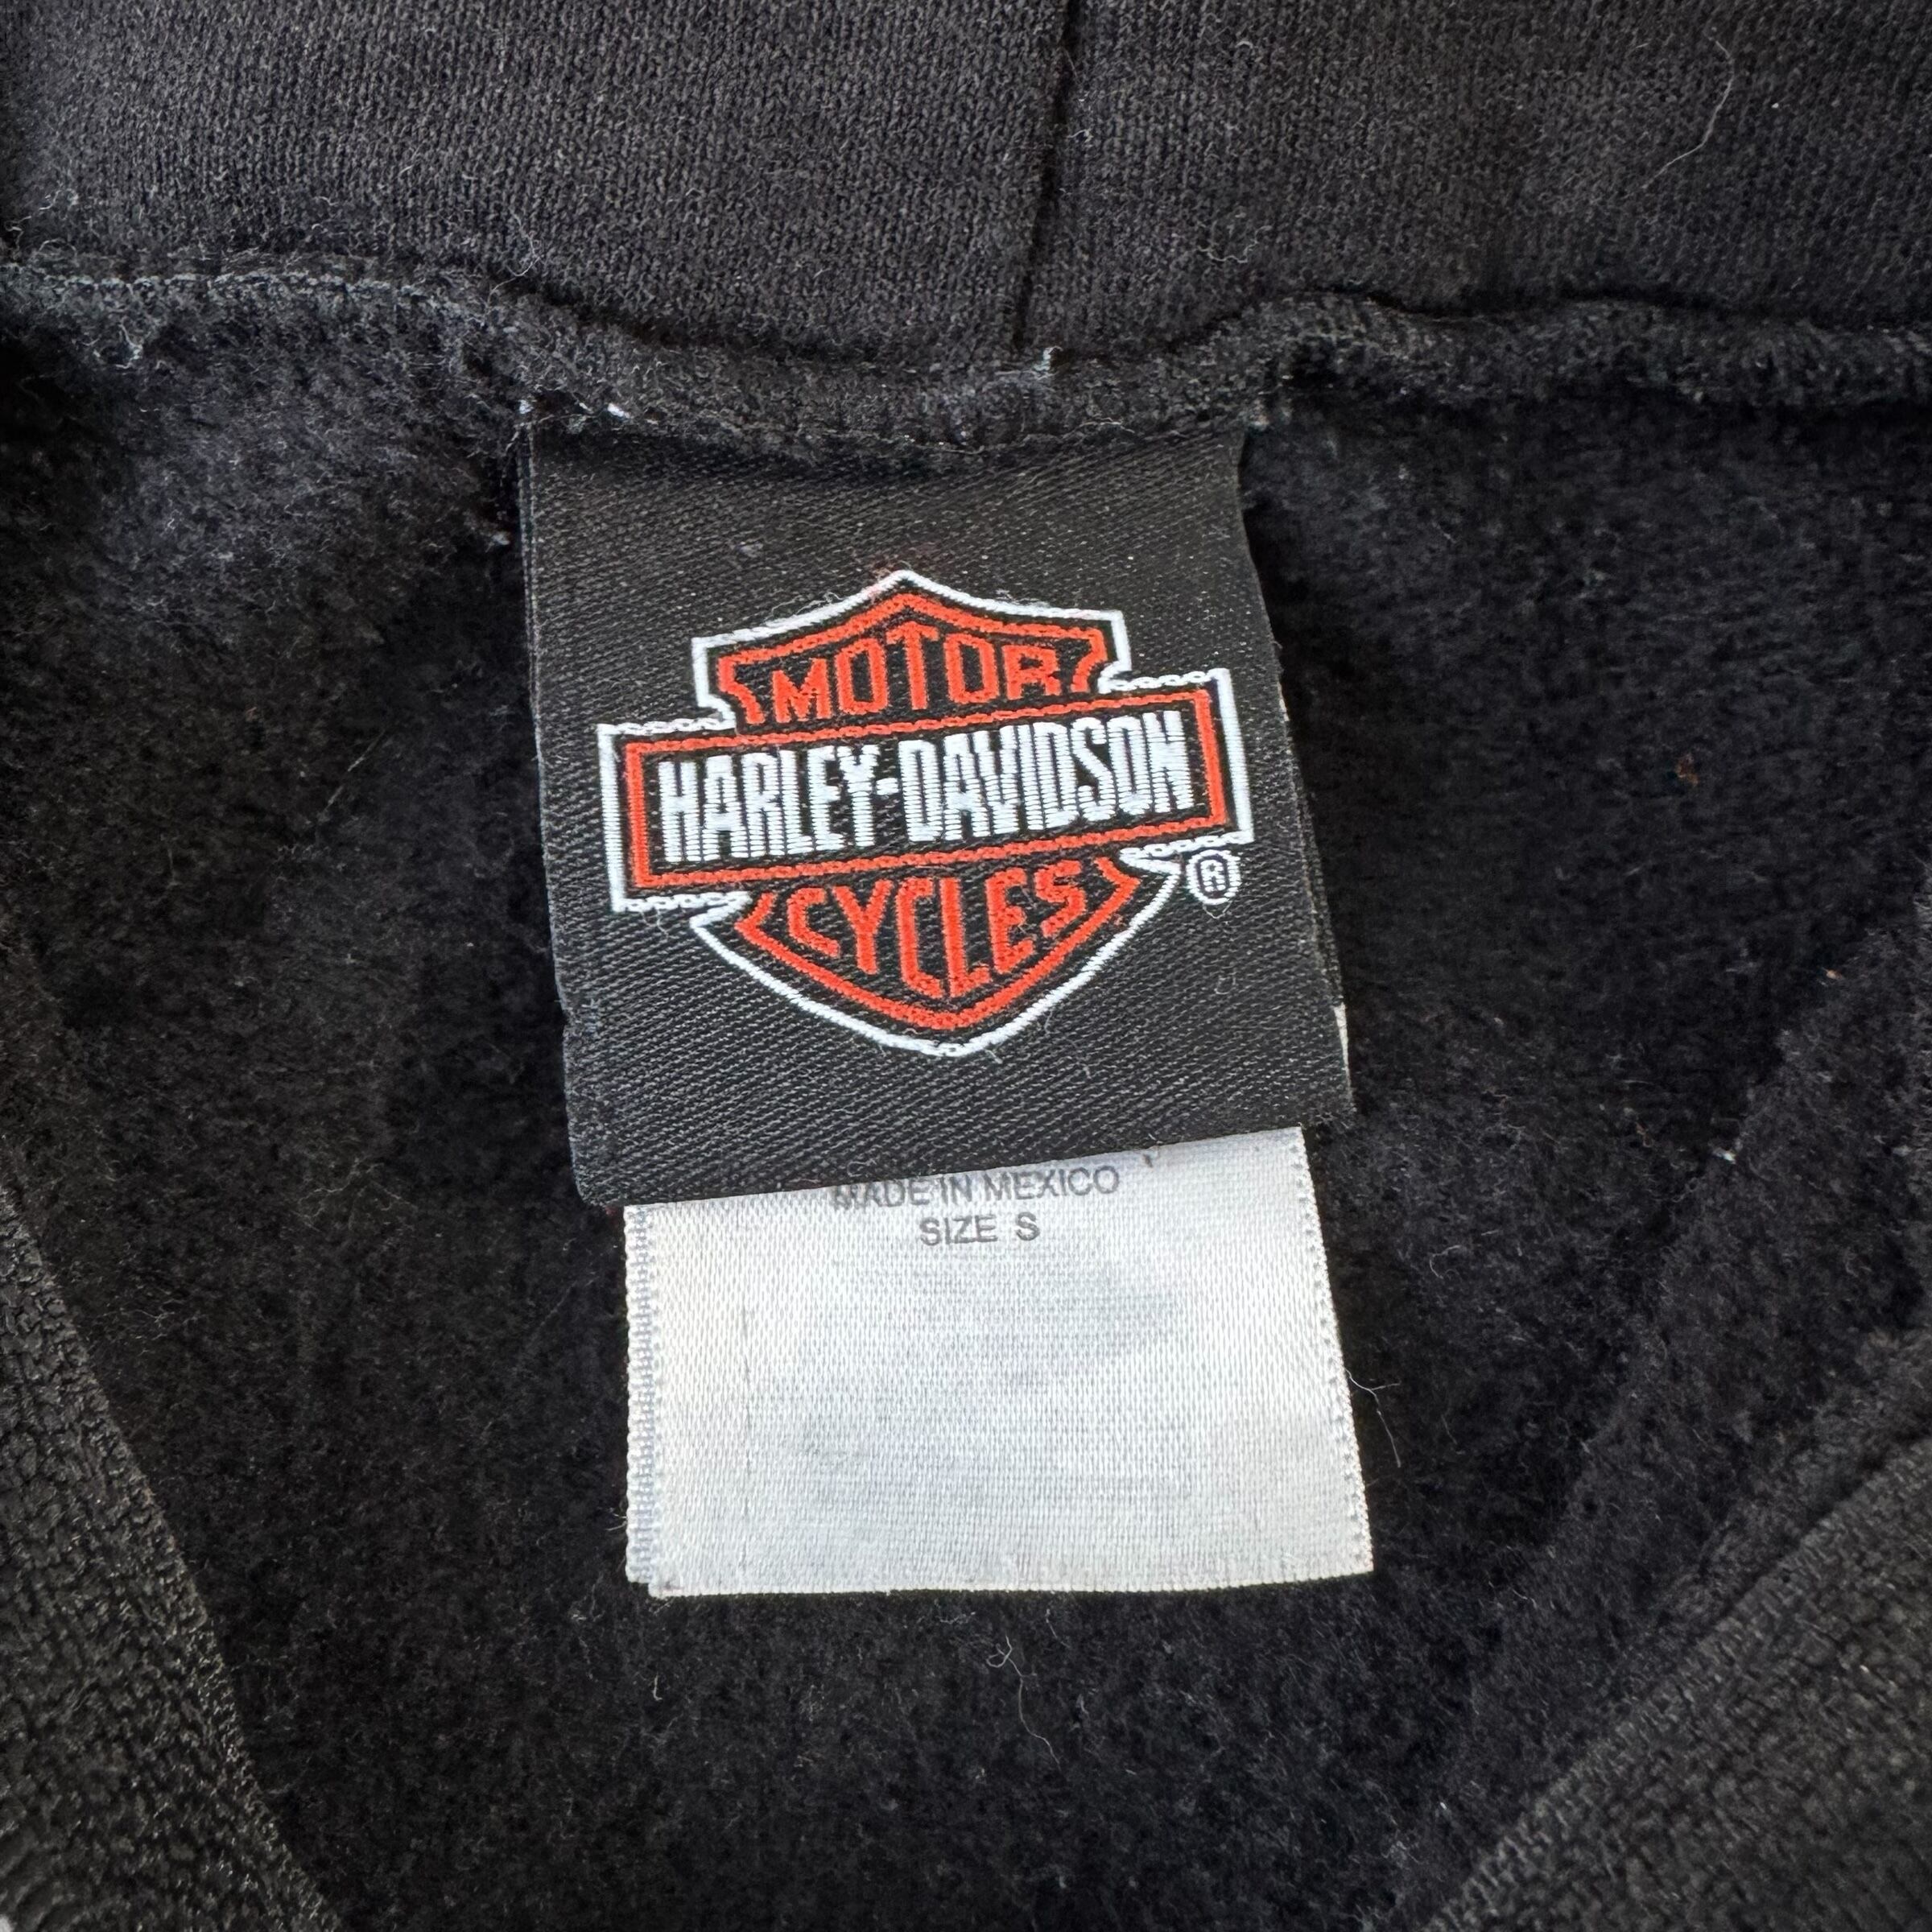 MOTOR
HARLEY-DAVIDSON
®
CYCLES
MADE IN MEXICO
SIZE S